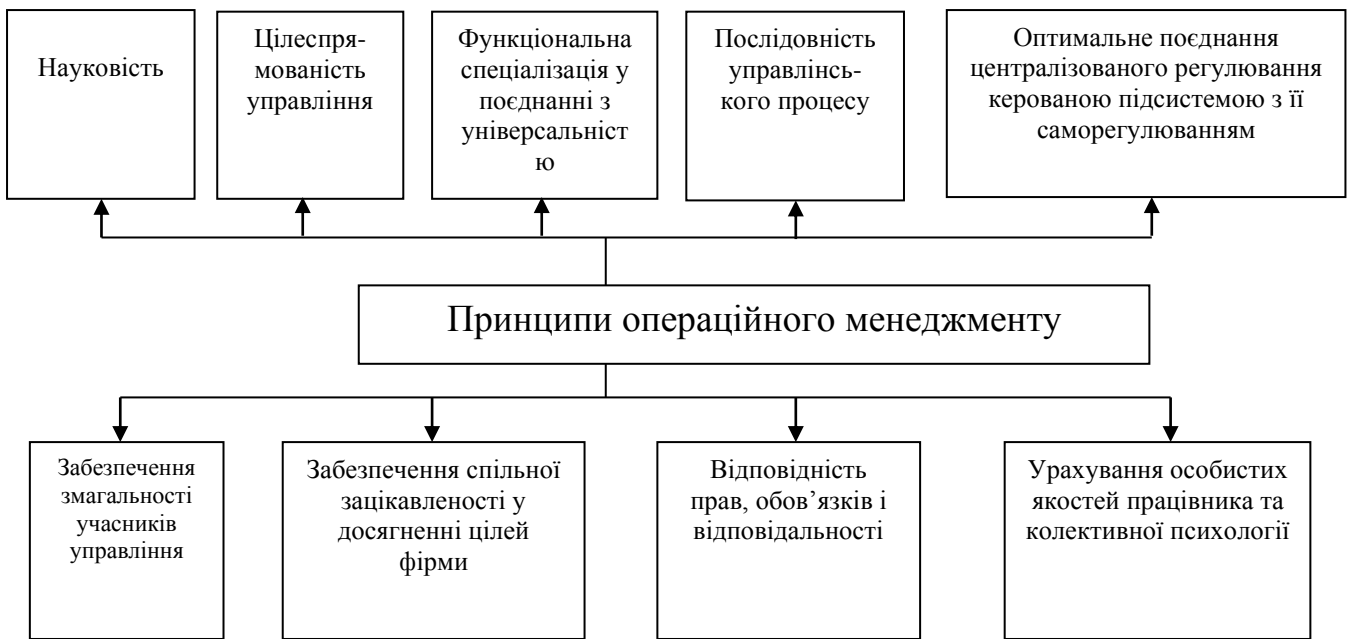 Науковість
Цілеспря-
мованість
управління
Функціональна
спеціалізація у
поєднанні з
універсальніст
ю
Послідовність
управлінсь-
кого процесу
Оптимальне поєднання
централізованого регулювання
керованою підсистемою з її
саморегулюванням
Принципи операційного менеджменту
Забезпечення
змагальності
учасників
управління
Забезпечення спільної
зацікавленості у
досягненні цілей
фірми
Відповідність
прав, обов’язків і
відповідальності
Урахування особистих
якостей працівника та
колективної психології